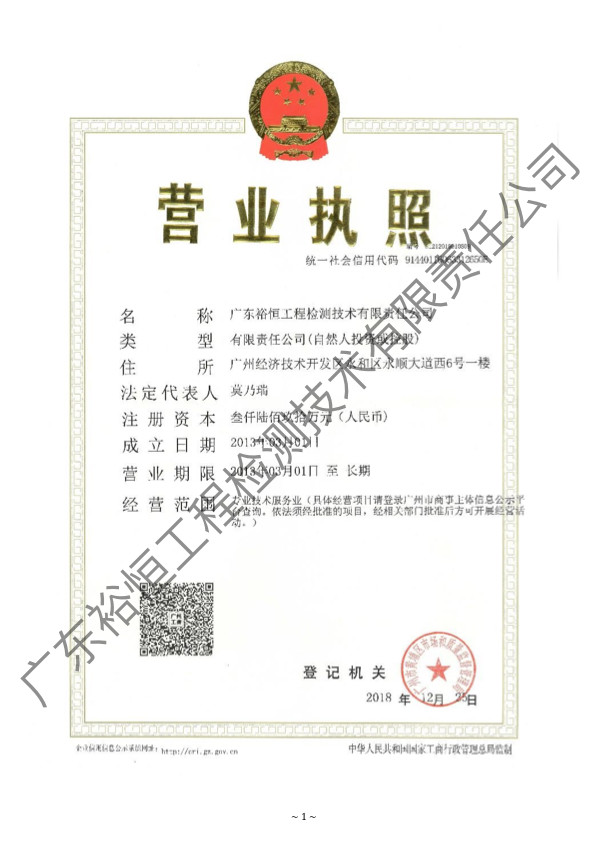 营业执照
编号
统一社会信用代码
名 称 广东裕恒工程检测技术有限责任公司
类 型 有限责任公司(自然人投资或控股)
住 所 广州经济技术开发区永和区永顺大道西6号一楼
法定代表人 莫乃瑞
注册资本 叁仟陆佰玖拾万元（人民币）
成立日期 2013年03月01日
营业期限 2013年03月01日 至 长期
经营范围 专业技术服务业（具体经营项目请登录广州市商事主体信息公示平
台查询。依法须经批准的项目，经相关部门批准后方可开展经营活
动。）
广东裕恒工程检测技术有限责任公司
登记机关
2018 年 12月 25日
企业信用信息公示系统网址：http://cri.gz.gov.cn
中华人民共和国国家工商行政管理总局监制
~ 1 ~